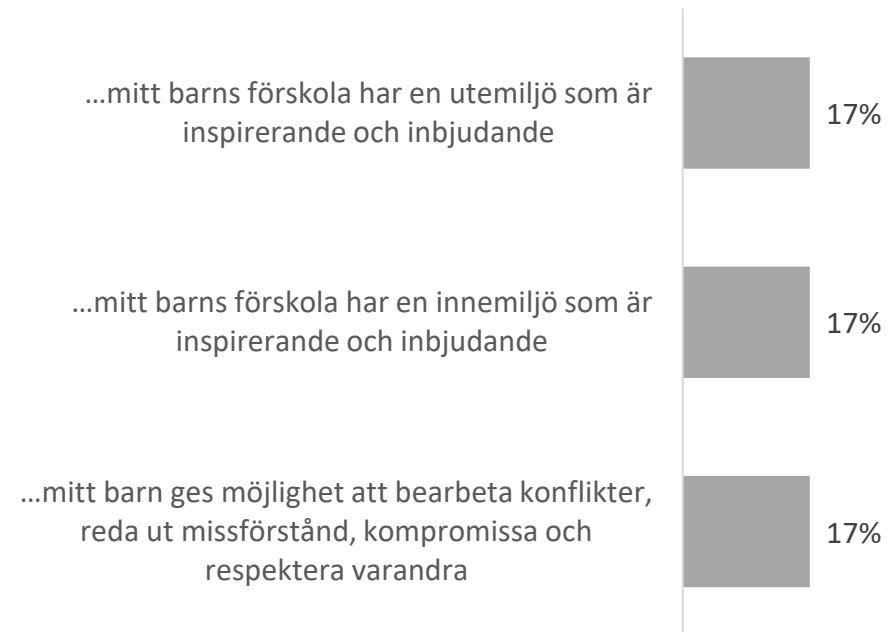 …mitt barns förskola har en utemiljö som är
inspirerande och inbjudande
17%
…mitt barns förskola har en innemiljö som är
inspirerande och inbjudande
17%
…mitt barn ges möjlighet att bearbeta konflikter,
reda ut missförstånd, kompromissa och
respektera varandra
17%